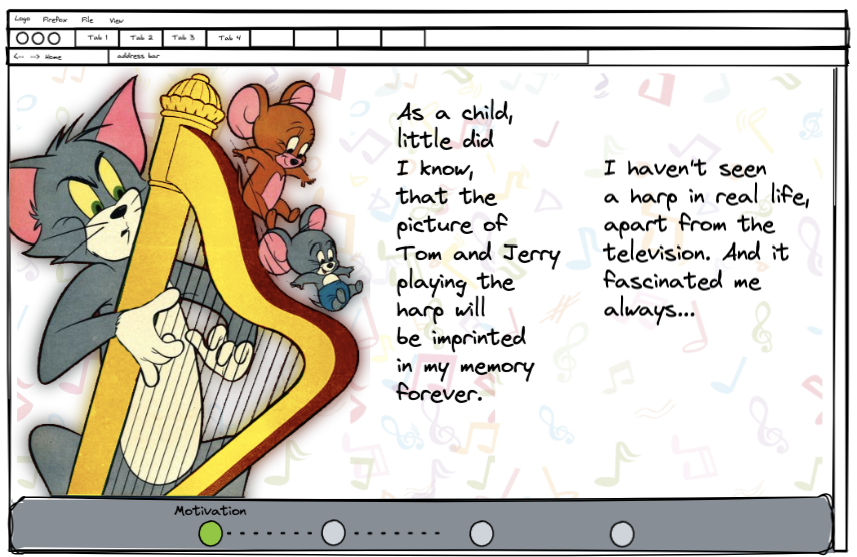 Logo Firefox File View
Tab 1 Tab 2 Tab 3 Tab 4
<-- --> Home address bar
As a child,
little did
I know,
that the
picture of
Tom and Jerry
playing the
harp will
be imprinted
in my memory
forever.
I haven't seen
a harp in real life,
apart from the
television. And it
fascinated me
always...
Motivation